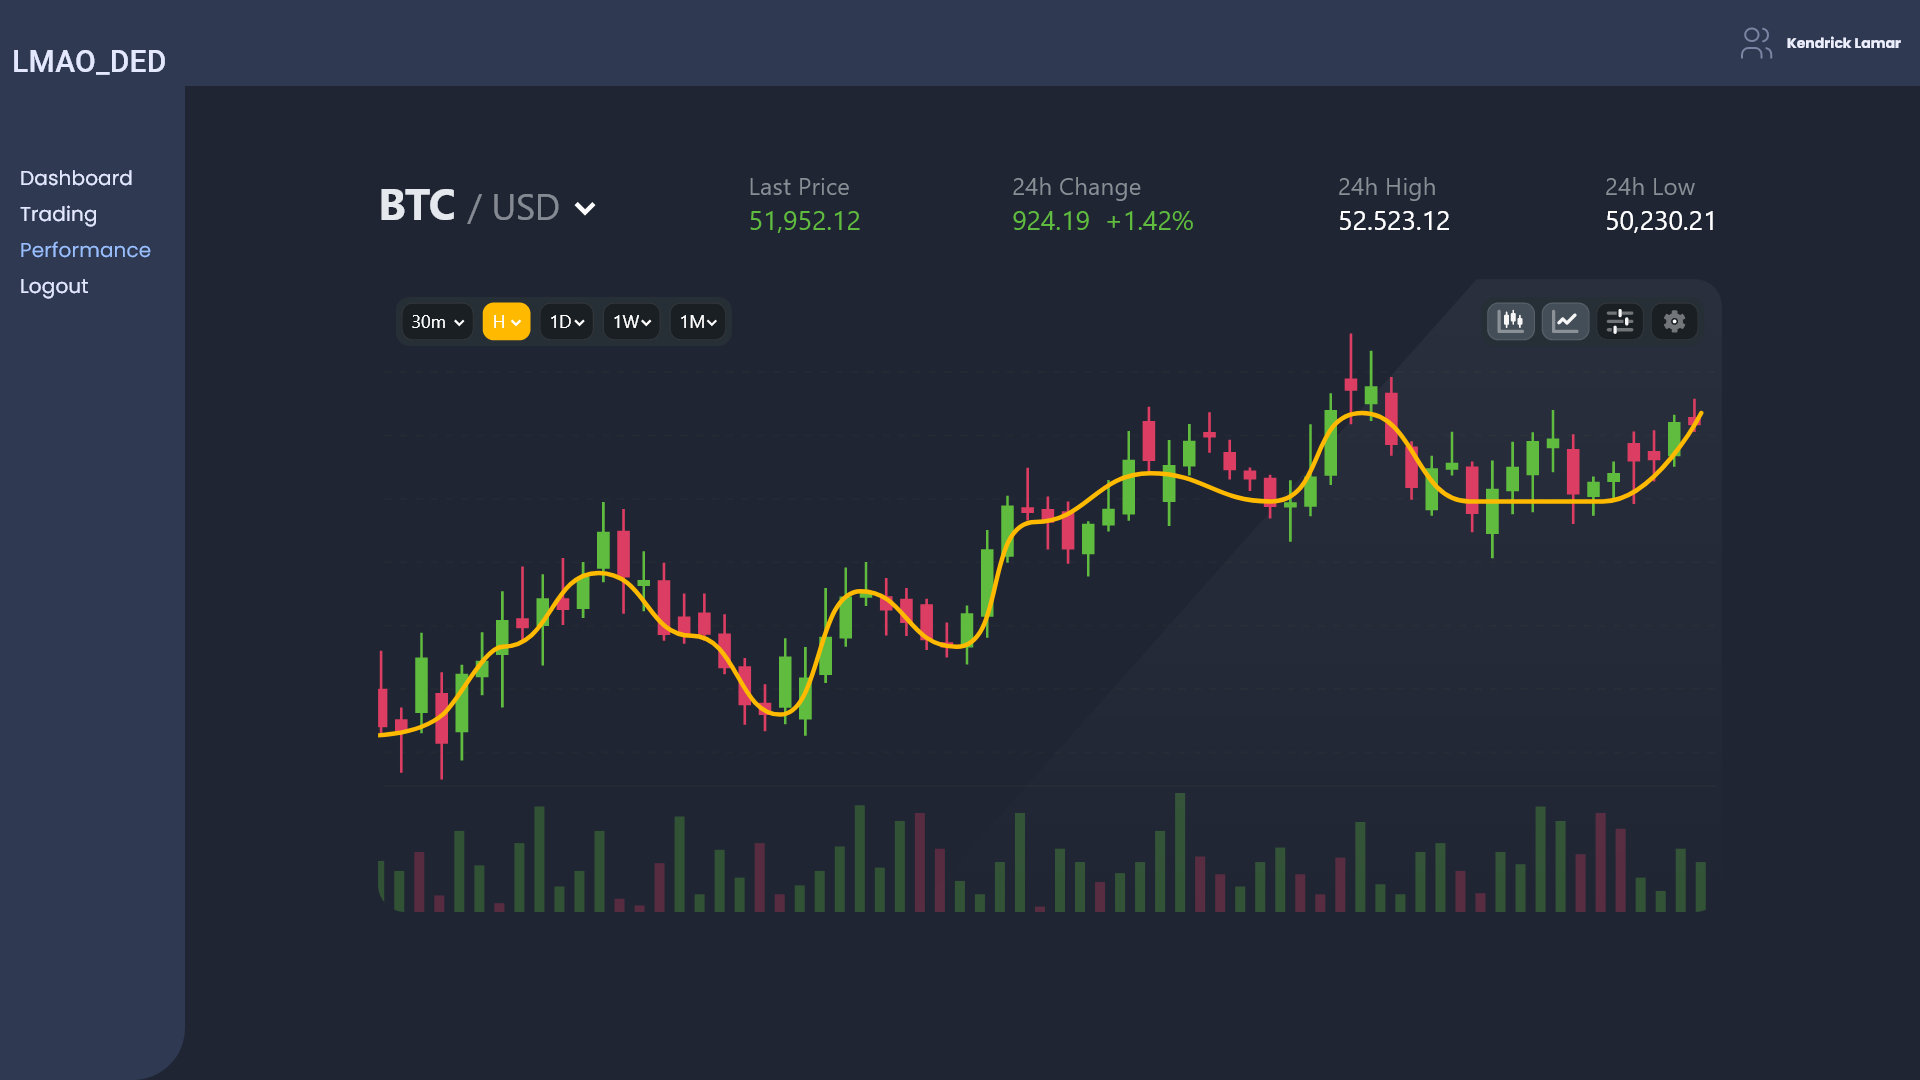 LMAO_DED
Kendrick Lamar
Dashboard
Trading
Performance
Logout
BTC / USD
Last Price
51,952.12
24h Change
924.19 +1.42%
24h High
52.523.12
24h Low
50,230.21
30m
H
1D
1W
1M